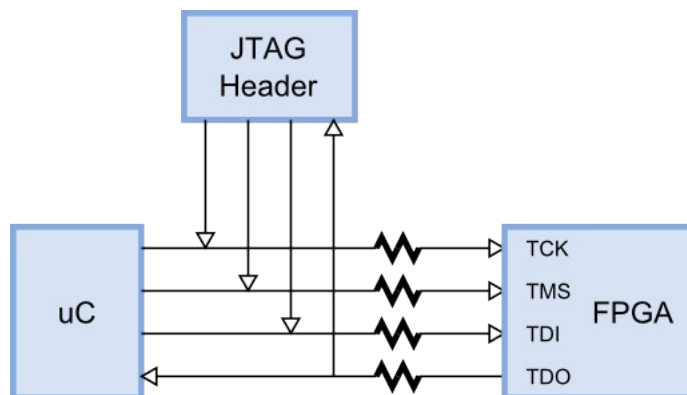 JTAG
Header
uC
TCK
TMS
FPGA
TDI
TDO